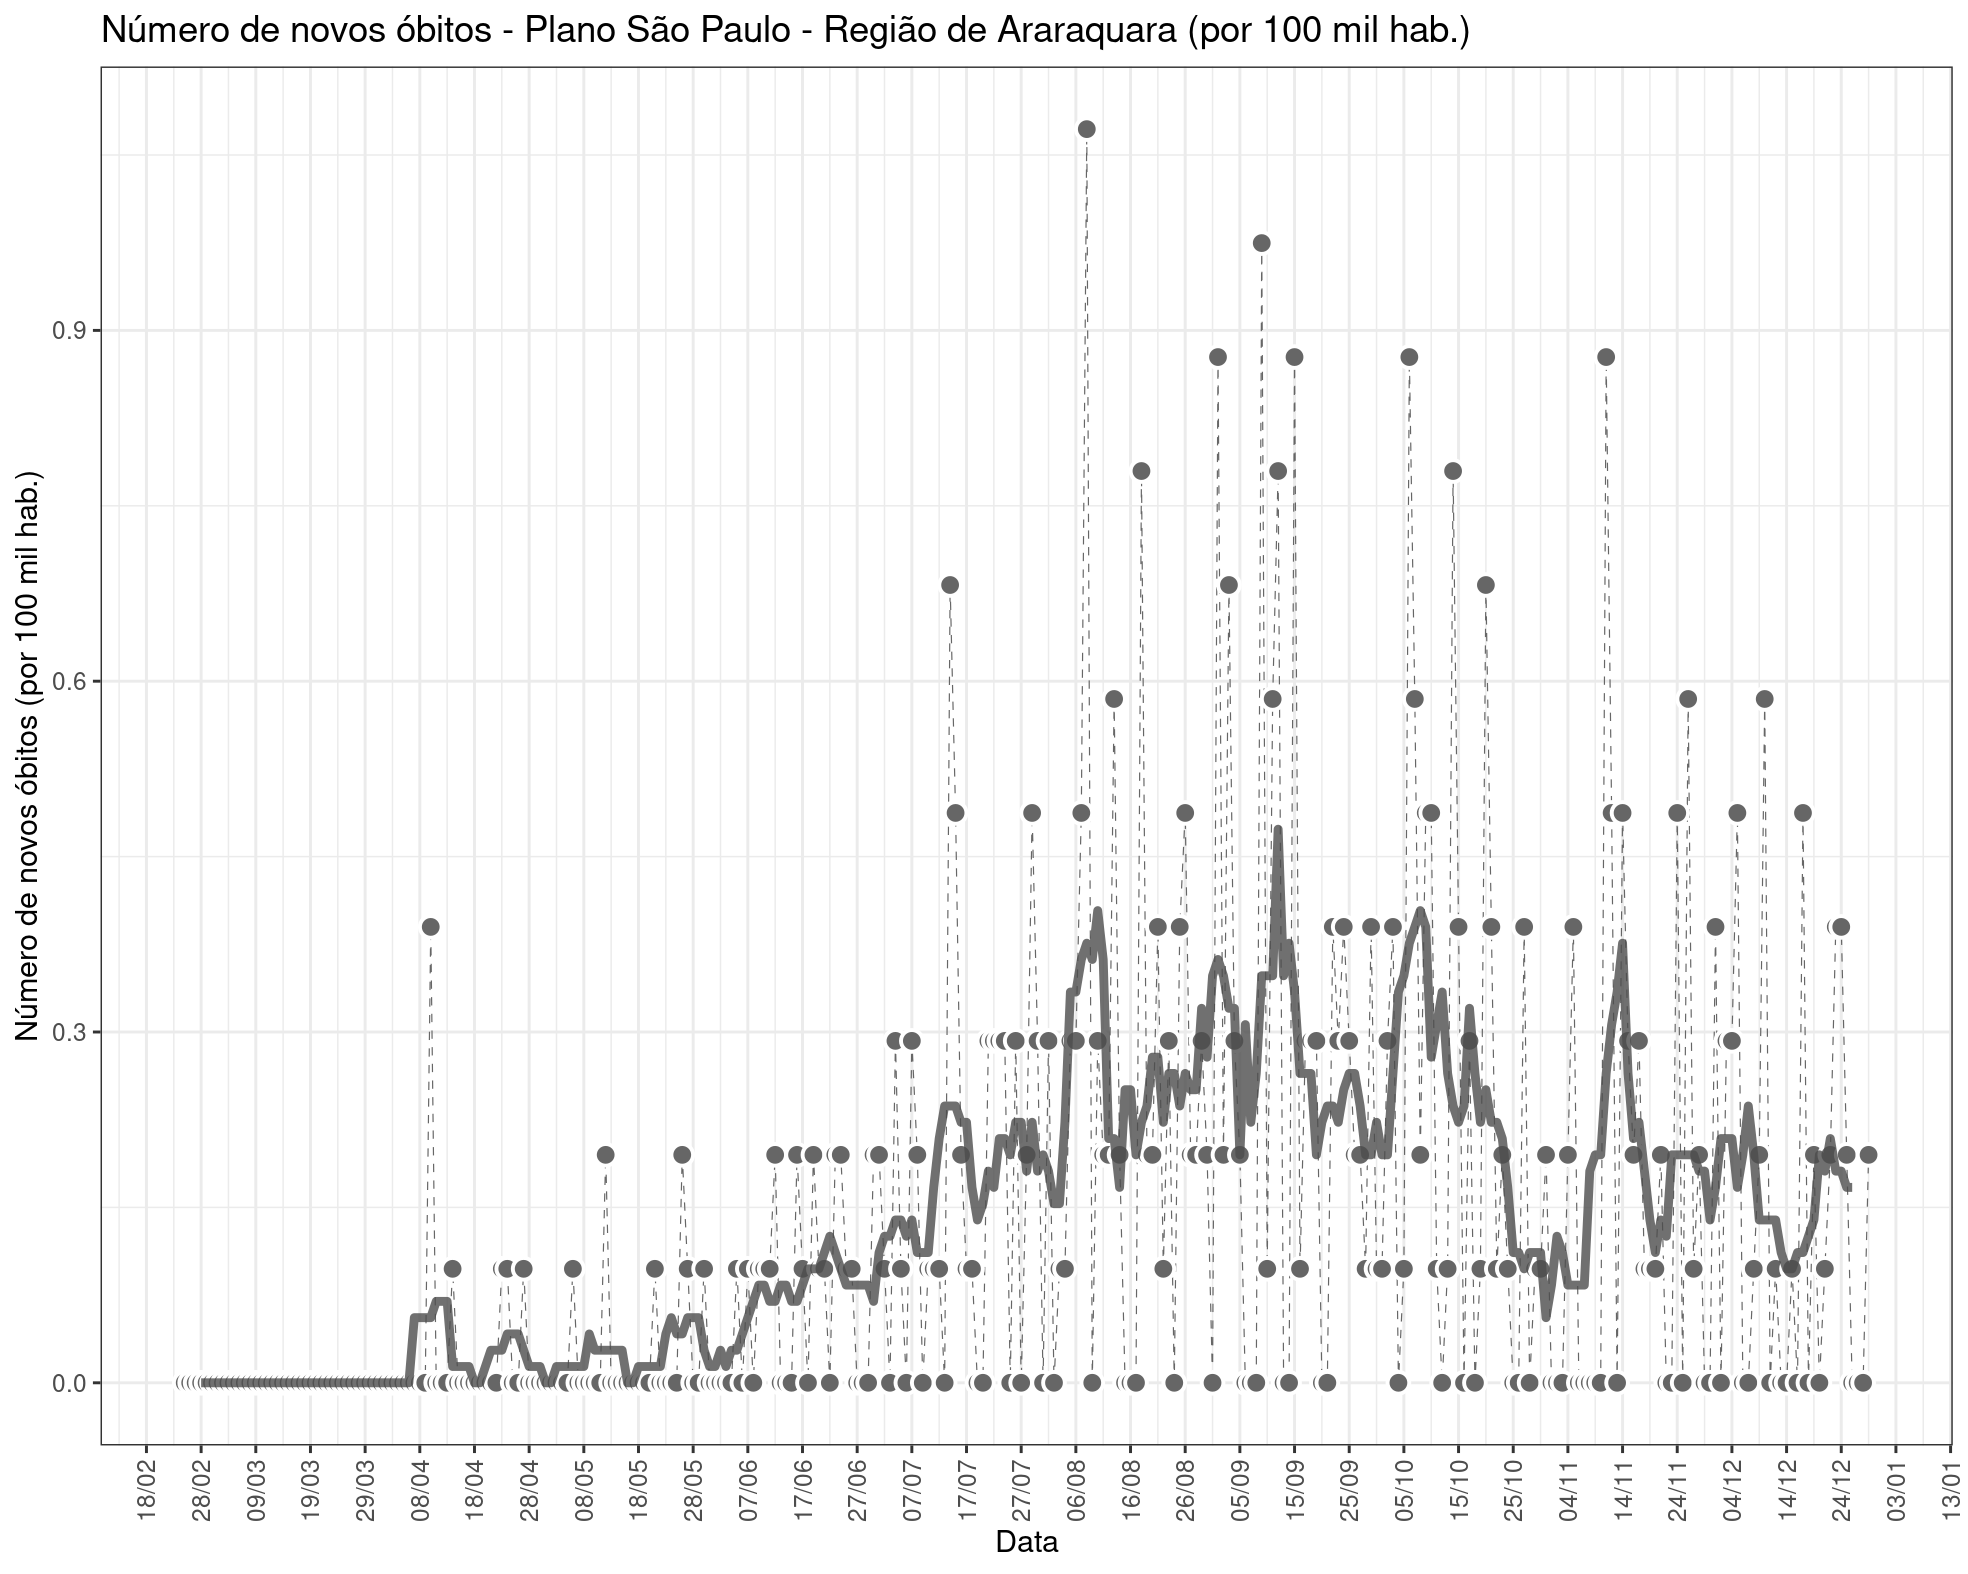 Número de novos óbitos - Plano São Paulo - Região de Araraquara (por 100 mil hab.)
Número de novos óbitos (por 100 mil hab.)
0.9
0.6
0.3
0.0
18/02 28/02 09/03 19/03 29/03 08/04 18/04 28/04 08/05 18/05 28/05 07/06 17/06 27/06 07/07 17/07 27/07 06/08 16/08 26/08 05/09 15/09 25/09 05/10 15/10 25/10 04/11 14/11 24/11 04/12 14/12 24/12 03/01 13/01
Data